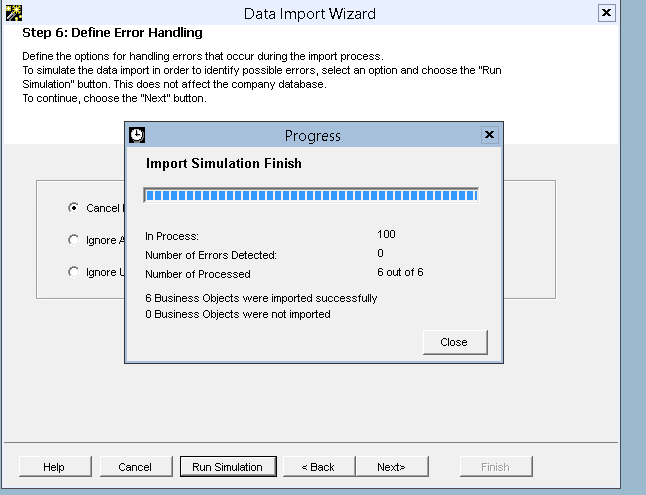 Data Import Wizard
Step 6: Define Error Handling
Define the options for handling errors that occur during the import process.
To simulate the data import in order to identify possible errors, select an option and choose the "Run
Simulation" button. This does not affect the company database.
To continue, choose the "Next" button.
Progress
Import Simulation Finish
Cancel
In Process: 100
Ignore A
Number of Errors Detected: 0
Ignore U
Number of Processed 6 out of 6
6 Business Objects were imported successfully
0 Business Objects were not imported
Close
Help Cancel Run Simulation < Back Next> Finish